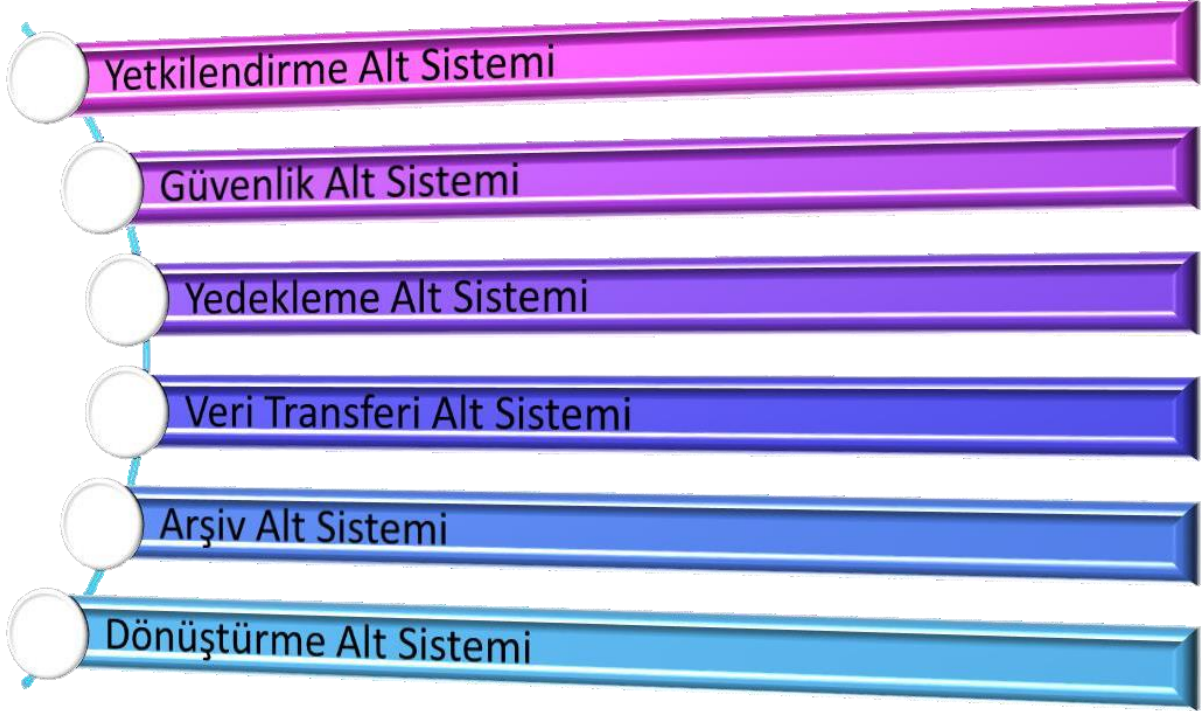 Yetkilendirme Alt Sistemi
Güvenlik Alt Sistemi
Yedekleme Alt Sistemi
Veri Transferi Alt Sistemi
Arşiv Alt Sistemi
Dönüştürme Alt Sistemi